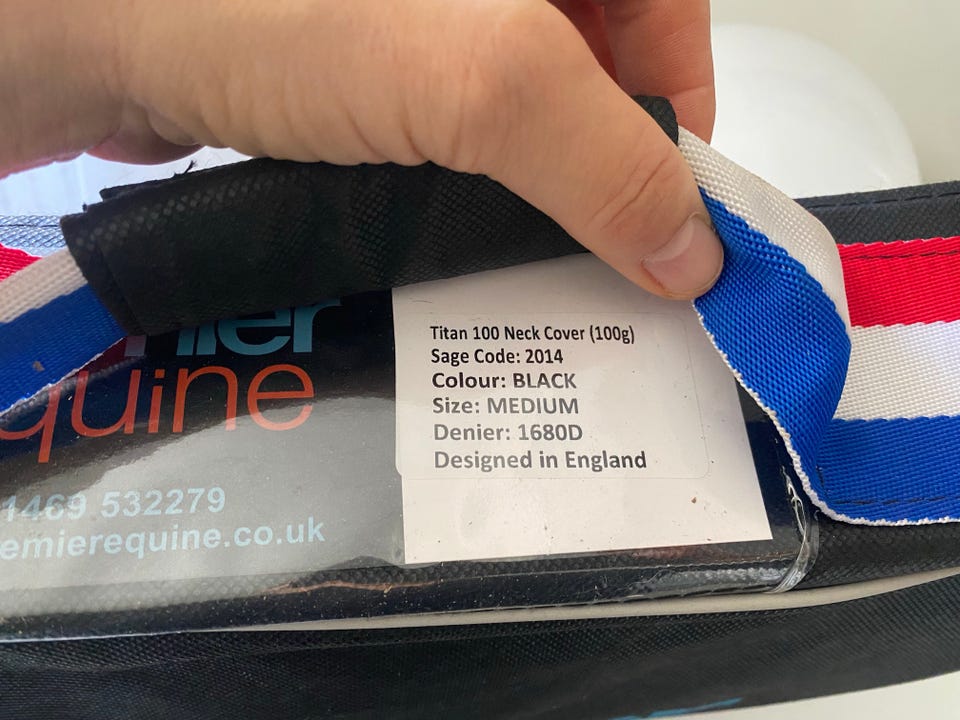 mier
quine
1469 532279
emierequine.co.uk
Titan 100 Neck Cover (100g)
Sage Code: 2014
Colour: BLACK
Size: MEDIUM
Denier: 1680D
Designed in England